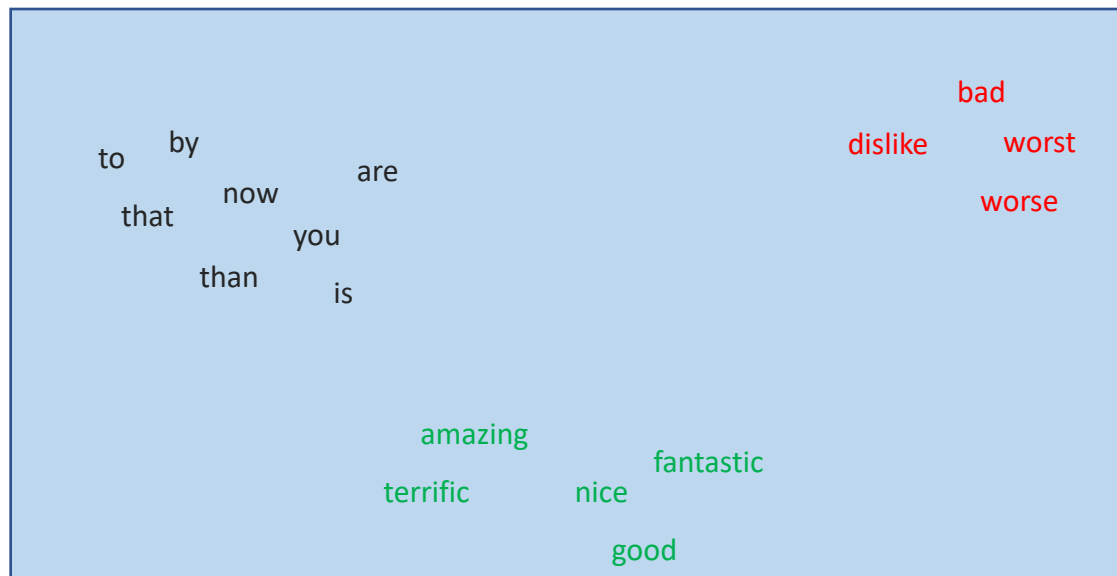 bad
by
dislike
worst
to
are
now
worse
that
you
than
is
amazing
fantastic
terrific
nice
good